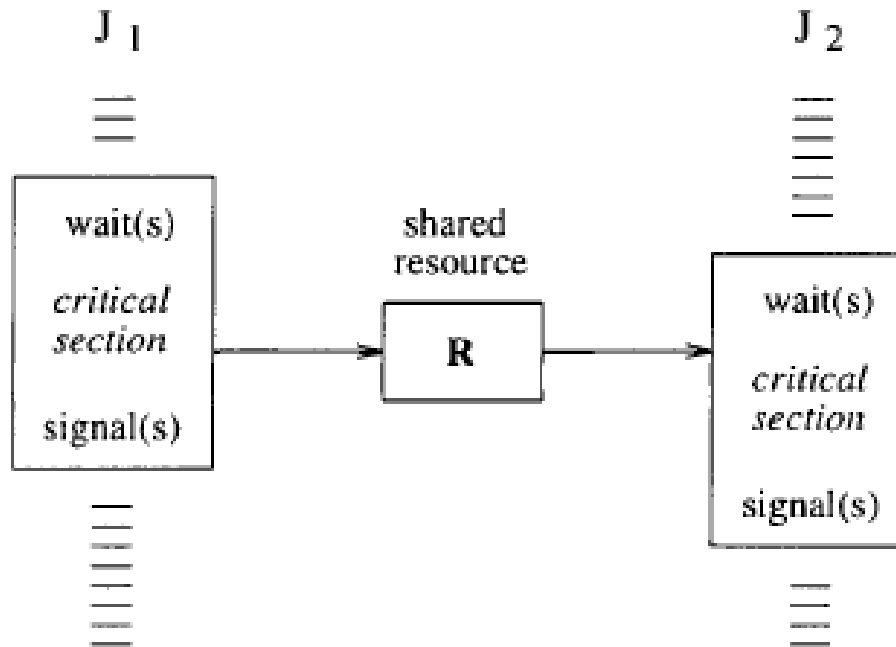 J 1
wait(s)
critical
section
signal(s)
shared
resource
R
J 2
wait(s)
critical
section
signal(s)